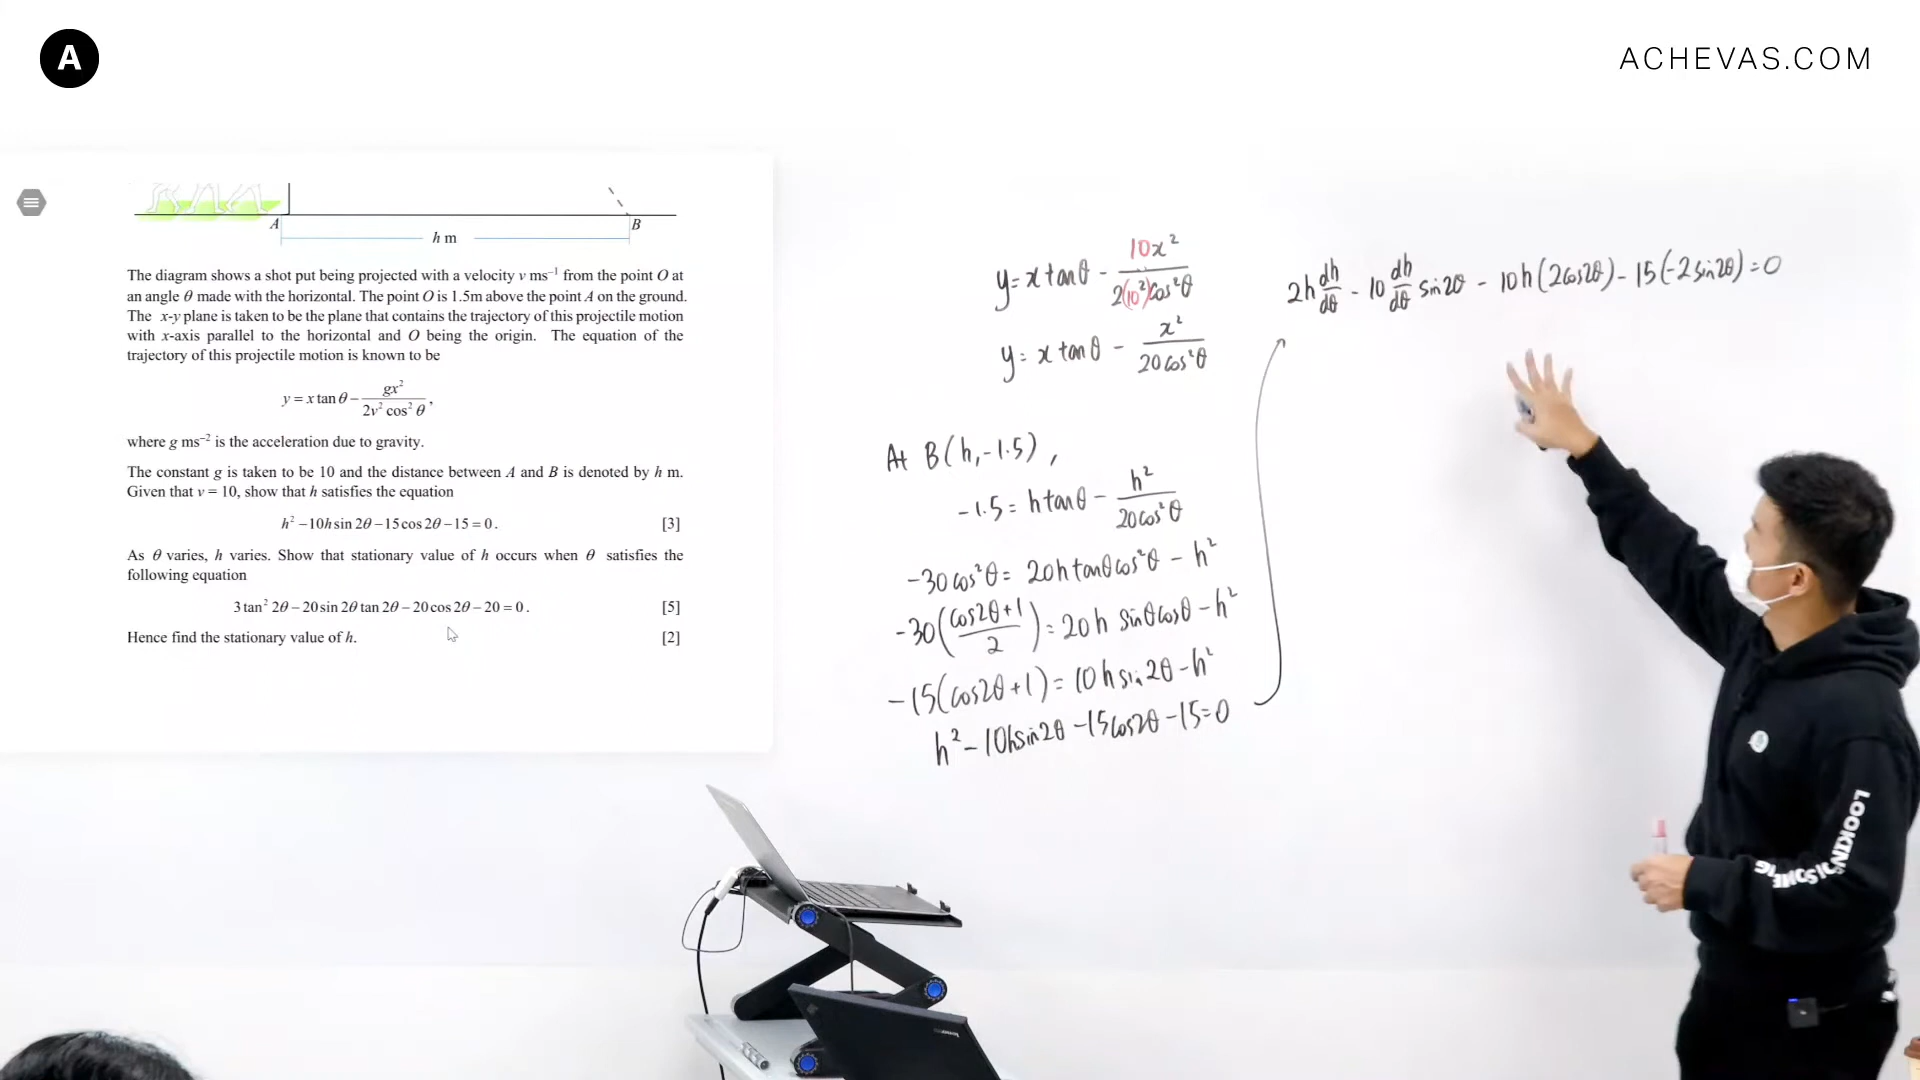 A
ACHEVAS.COM
A
B
h m
The diagram shows a shot put being projected with a velocity v ms⁻¹ from the point O at
an angle θ made with the horizontal. The point O is 1.5m above the point A on the ground.
The x-y plane is taken to be the plane that contains the trajectory of this projectile motion
with x-axis parallel to the horizontal and O being the origin. The equation of the
trajectory of this projectile motion is known to be
y = x tan θ − gx² / 2v² cos² θ ,
where g ms⁻² is the acceleration due to gravity.
The constant g is taken to be 10 and the distance between A and B is denoted by h m.
Given that v = 10, show that h satisfies the equation
h² − 10h sin 2θ − 15 cos 2θ − 15 = 0. [3]
As θ varies, h varies. Show that stationary value of h occurs when θ satisfies the
following equation
3 tan² 2θ − 20 sin 2θ tan 2θ − 20 cos 2θ − 20 = 0. [5]
Hence find the stationary value of h. [2]
y = x tanθ − 10x² / 2(10²)cos²θ
y = x tanθ − x² / 20cos²θ
At B(h, -1.5) ,
-1.5 = h tanθ − h² / 20cos²θ
-30cos²θ = 20h tanθcos²θ − h²
-30(cos2θ+1 / 2) = 20h sinθcosθ − h²
-15(cos2θ+1) = 10h sin2θ − h²
h² − 10hsin2θ − 15cos2θ − 15 = 0
2h dh/dθ − 10 dh/dθ sin2θ − 10h(2cos2θ) − 15(-2sin2θ) = 0
LOOKIN'